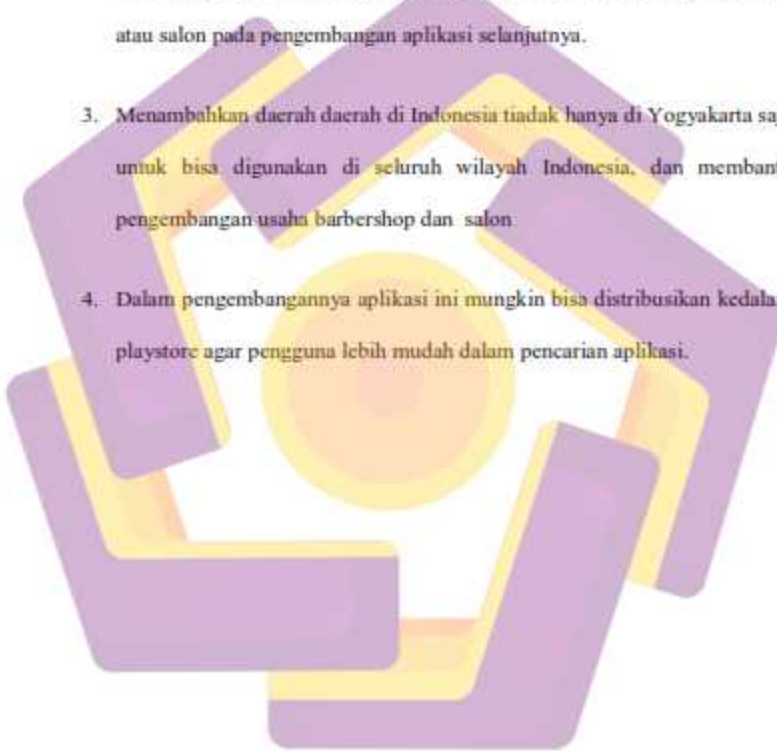 atau salon pada pengembangan aplikasi selanjutnya.
3. Menambahkan daerah daerah di Indonesia tiadak hanya di Yogyakarta sa
untuk bisa digunakan di seluruh wilayah Indonesia, dan memban
pengembangan usaha barbershop dan salon
4. Dalam pengembangannya aplikasi ini mungkin bisa distribusikan kedala
playstore agar pengguna lebih mudah dalam pencarian aplikasi.